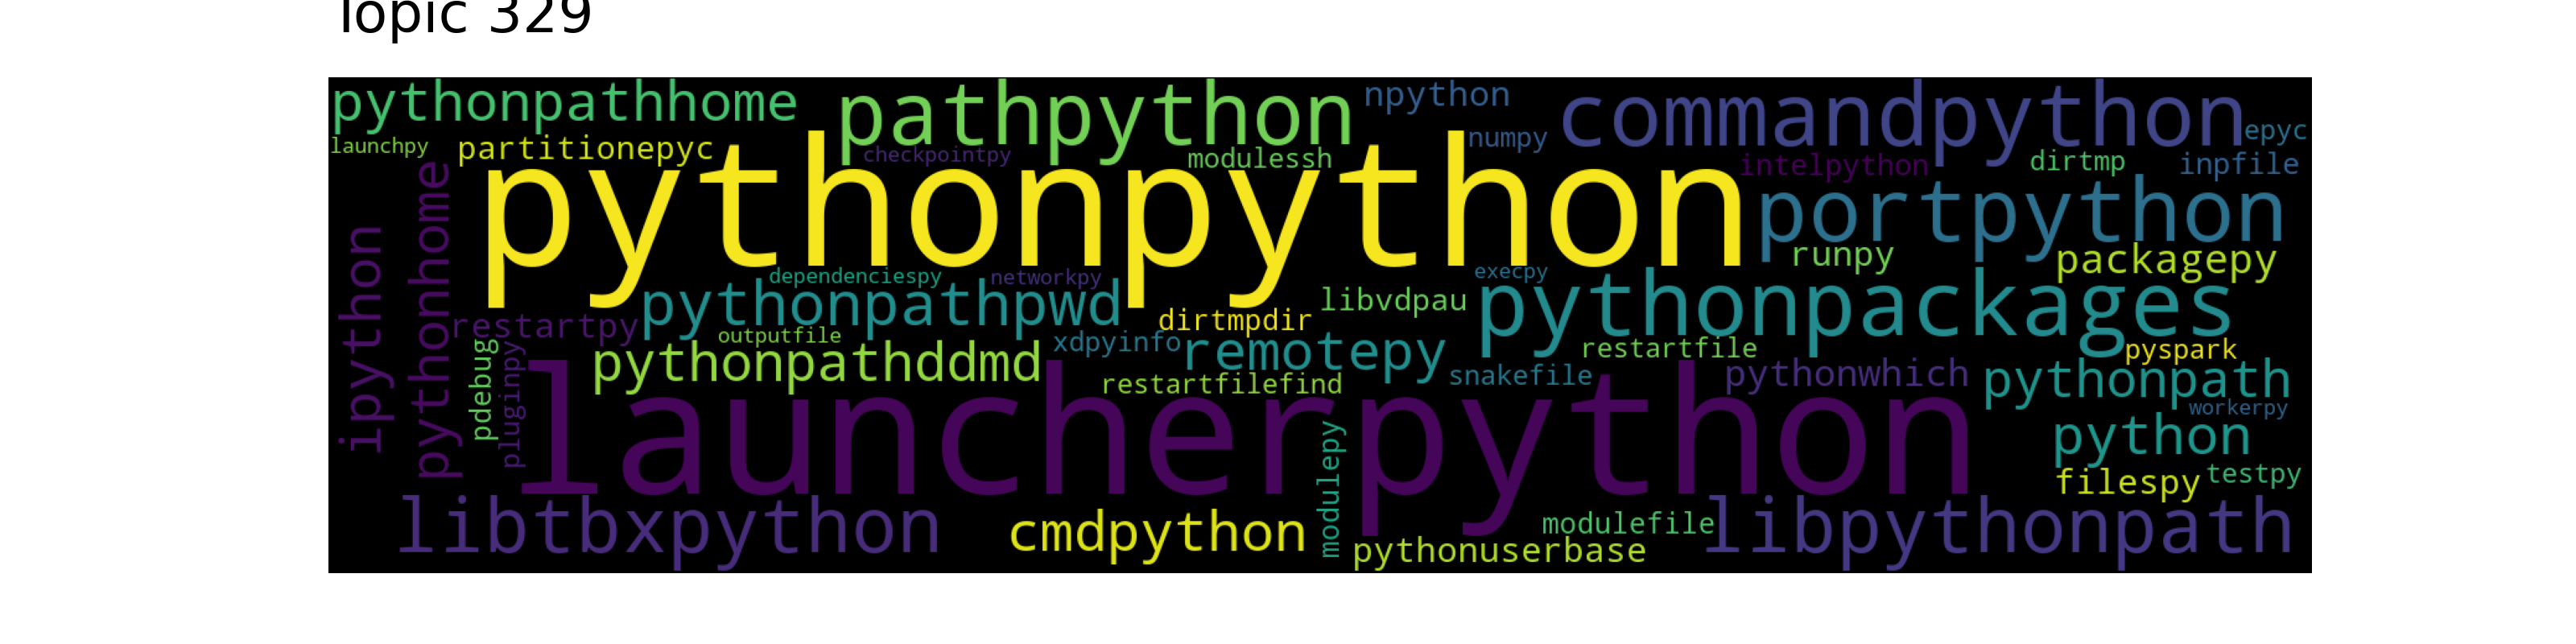 Topic 329
pythonpathhome pathpython npython commandpython
launchpy partitionepyc checkpointpy modulessh numpy epyc
intelpython dirtmp inpfile
pythonpython
portpython
ipython pythonhome
runpy packagepy
dependenciespy networkpy execpy
pythonpathpwd libvdpau pythonpackages
restartpy dirtmpdir
outputfile xdpyinfo remotepy restartfile pyspark
pythonpathddmd restartfilefind snakefile pythonwhich pythonpath
pdebug pluginpy
workerpy
launcherpython
python
filespy testpy
modulepy
libtbxpython cmdpython modulefile libpythonpath
pythonuserbase